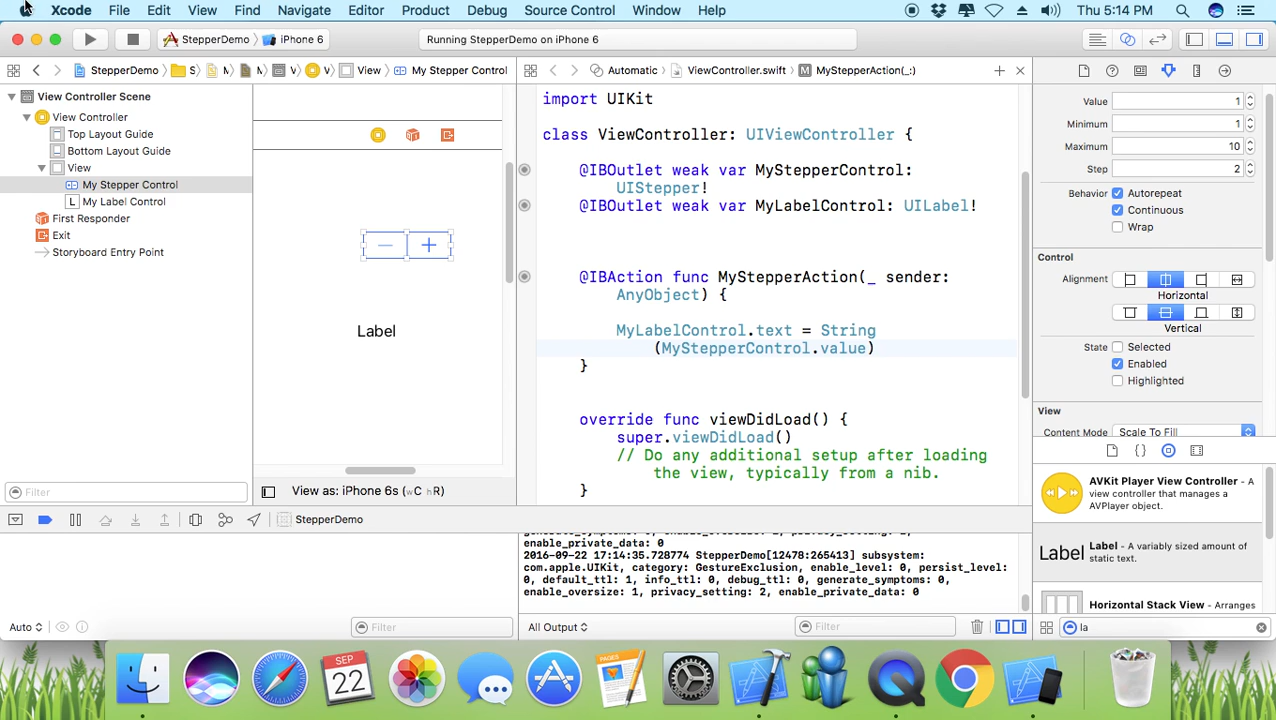 Xcode File Edit View Find Navigate Editor Product Debug Source Control Window Help Thu 5:14 PM
StepperDemo iPhone 6 Running StepperDemo on iPhone 6
StepperDemo S View My Stepper Control
Automatic ViewController.swift M MyStepperAction(_:)
View Controller Scene
View Controller
Top Layout Guide
Bottom Layout Guide
View
My Stepper Control
L My Label Control
First Responder
Exit
Storyboard Entry Point
Filter
− +
Label
View as: iPhone 6s (wC hR)
import UIKit
class ViewController: UIViewController {
@IBOutlet weak var MyStepperControl:
UIStepper!
@IBOutlet weak var MyLabelControl: UILabel!
@IBAction func MyStepperAction(_ sender:
AnyObject) {
MyLabelControl.text = String
(MyStepperControl.value)
}
override func viewDidLoad() {
super.viewDidLoad()
// Do any additional setup after loading
the view, typically from a nib.
}
Value 1
Minimum 1
Maximum 10
Step 2
Behavior Autorepeat
Continuous
Wrap
Control
Alignment
Horizontal
Vertical
State Selected
Enabled
Highlighted
View
Content Mode Scale To Fill
AVKit Player View Controller - A
view controller that manages a
AVPlayer object.
Label Label - A variably sized amount of
static text.
Horizontal Stack View - Arranges
la
StepperDemo
enable_private_data: 0
2016-09-22 17:14:35.728774 StepperDemo[12478:265413] subsystem:
com.apple.UIKit, category: GestureExclusion, enable_level: 0, persist_level:
0, default_ttl: 1, info_ttl: 0, debug_ttl: 0, generate_symptoms: 0,
enable_oversize: 1, privacy_setting: 2, enable_private_data: 0
Auto Filter
All Output Filter
SEP
22
PAGES